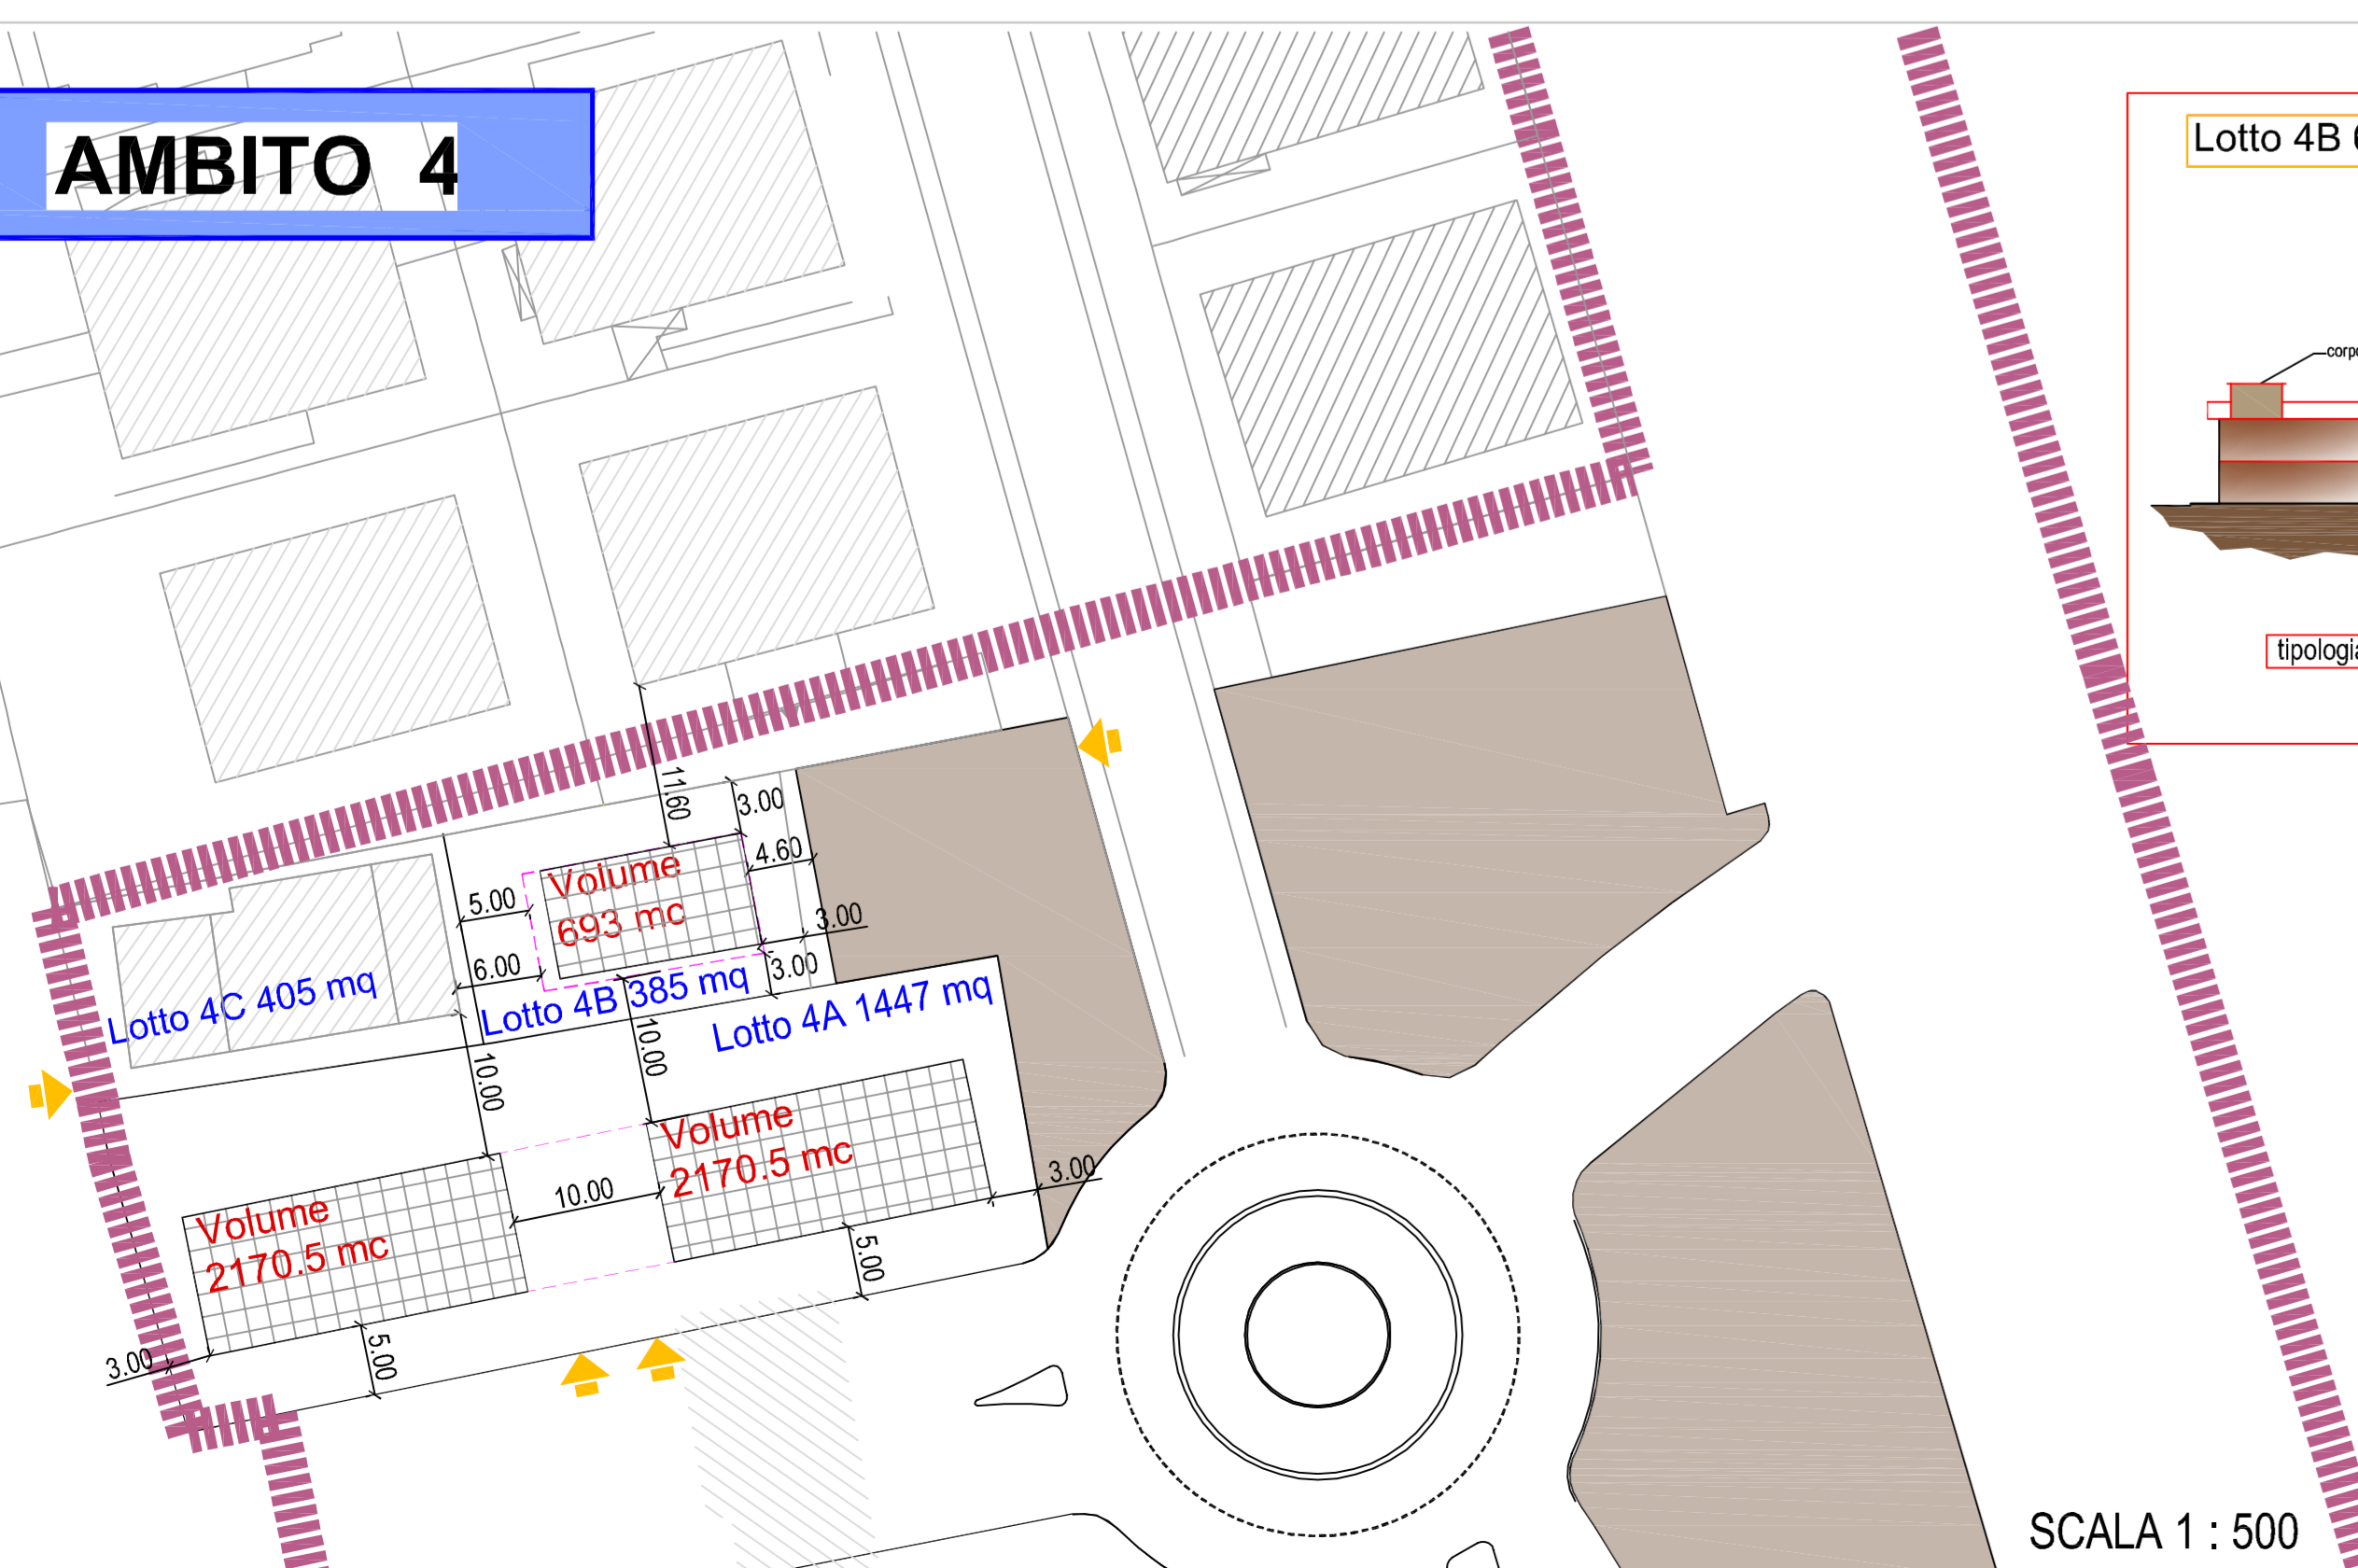 AMBITO 4
Lotto 4B
tipologia
11.60
3.00
4.60
5.00
Volume
693 mc
3.00
6.00
3.00
Lotto 4C 405 mq
Lotto 4B 385 mq
Lotto 4A 1447 mq
10.00
10.00
Volume
2170.5 mc
3.00
10.00
Volume
2170.5 mc
5.00
3.00
5.00
SCALA 1 : 500